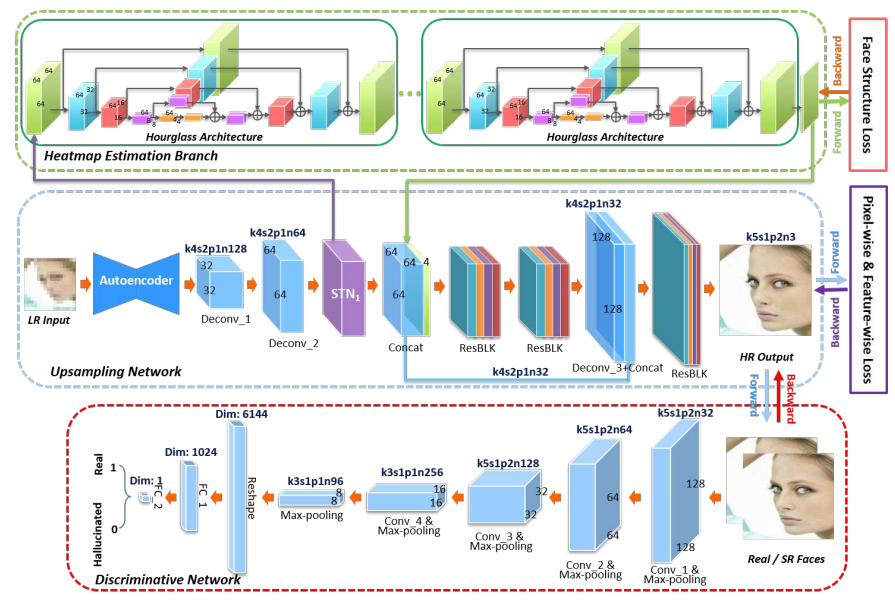 64
64
64
32
32
16
16
8
8
4
4
64
Hourglass Architecture
64
64
64
32
32
16
16
8
8
4
4
64
Hourglass Architecture
Heatmap Estimation Branch
Backward
Forward
Face Structure Loss
LR Input
Autoencoder
k4s2p1n128
32
32
Deconv_1
k4s2p1n64
64
64
Deconv_2
STN1
64
64
4
64
Concat
ResBLK
ResBLK
k4s2p1n32
k4s2p1n32
128
128
Deconv_3+Concat
ResBLK
k5s1p2n3
HR Output
Upsampling Network
Forward
Backward
Pixel-wise & Feature-wise Loss
Forward
Backward
Real / SR Faces
k5s1p2n32
128
128
Conv_1 &
Max-pooling
k5s1p2n64
64
64
Conv_2 &
Max-pooling
k5s1p2n128
32
32
Conv_3 &
Max-pooling
k3s1p1n256
16
16
Conv_4 &
Max-pooling
k3s1p1n96
8
8
Max-pooling
Dim: 6144
Reshape
Dim: 1024
FC_1
Dim: 1
FC_2
Real
1
0
Hallucinated
Discriminative Network